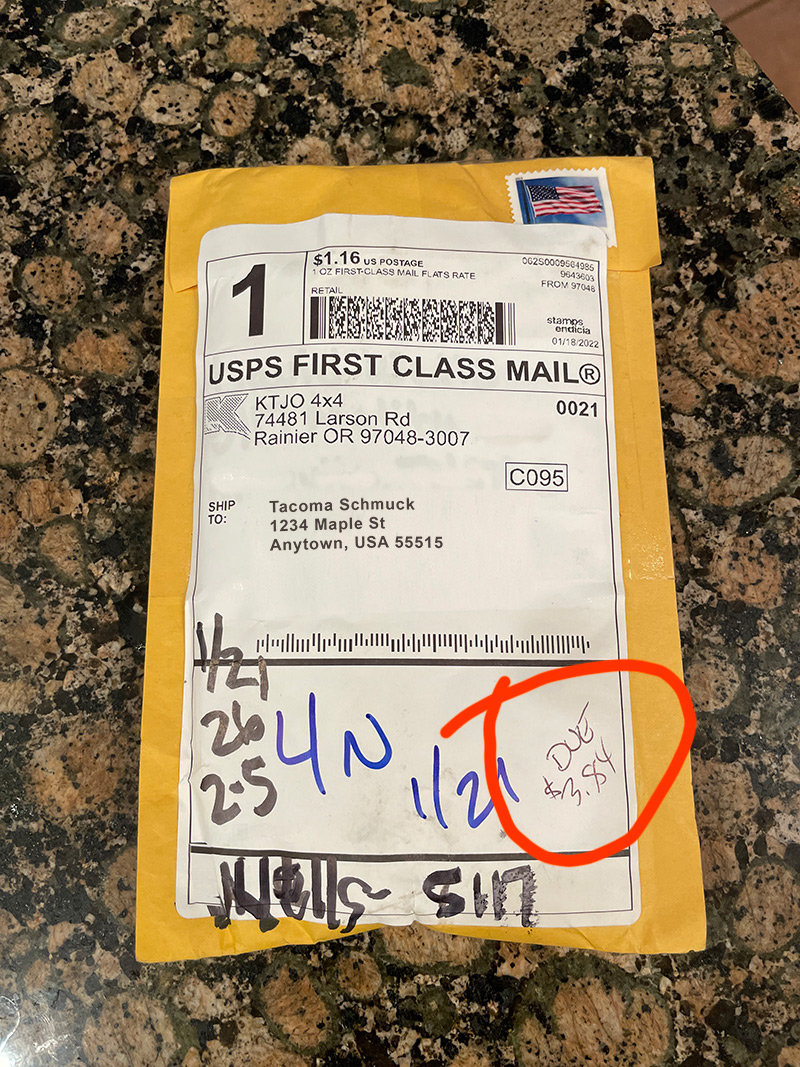 1
$1.16 US POSTAGE
1 OZ FIRST-CLASS MAIL FLATS RATE
RETAIL
062S0009584985
9643603
FROM 97048
stamps
endicia
01/18/2022
USPS FIRST CLASS MAIL®
KTJO 4x4
74481 Larson Rd
Rainier OR 97048-3007
0021
C095
SHIP
TO:
Tacoma Schmuck
1234 Maple St
Anytown, USA 55515
1/21
26
2-5
4N
1/21
DUE
$3.84